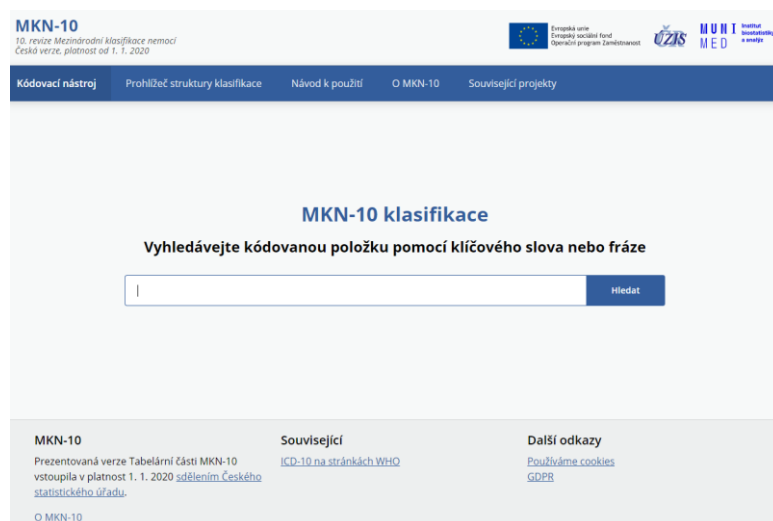 MKN-10
10. revize Mezinárodní klasifikace nemocí
Česká verze, platnost od 1. 1. 2020
Evropská unie
Evropský sociální fond
Operační program Zaměstnanost
ÚZIS
MUNI
MED
Institut
biostatistiky
a analýz
Kódovací nástroj
Prohlížeč struktury klasifikace
Návod k použití
O MKN-10
Související projekty
MKN-10 klasifikace
Vyhledávejte kódovanou položku pomocí klíčového slova nebo fráze
Hledat
MKN-10
Prezentovaná verze Tabelární části MKN-10
vstoupila v platnost 1. 1. 2020 sdělením Českého
statistického úřadu.
O MKN-10
Související
ICD-10 na stránkách WHO
Další odkazy
Používáme cookies
GDPR